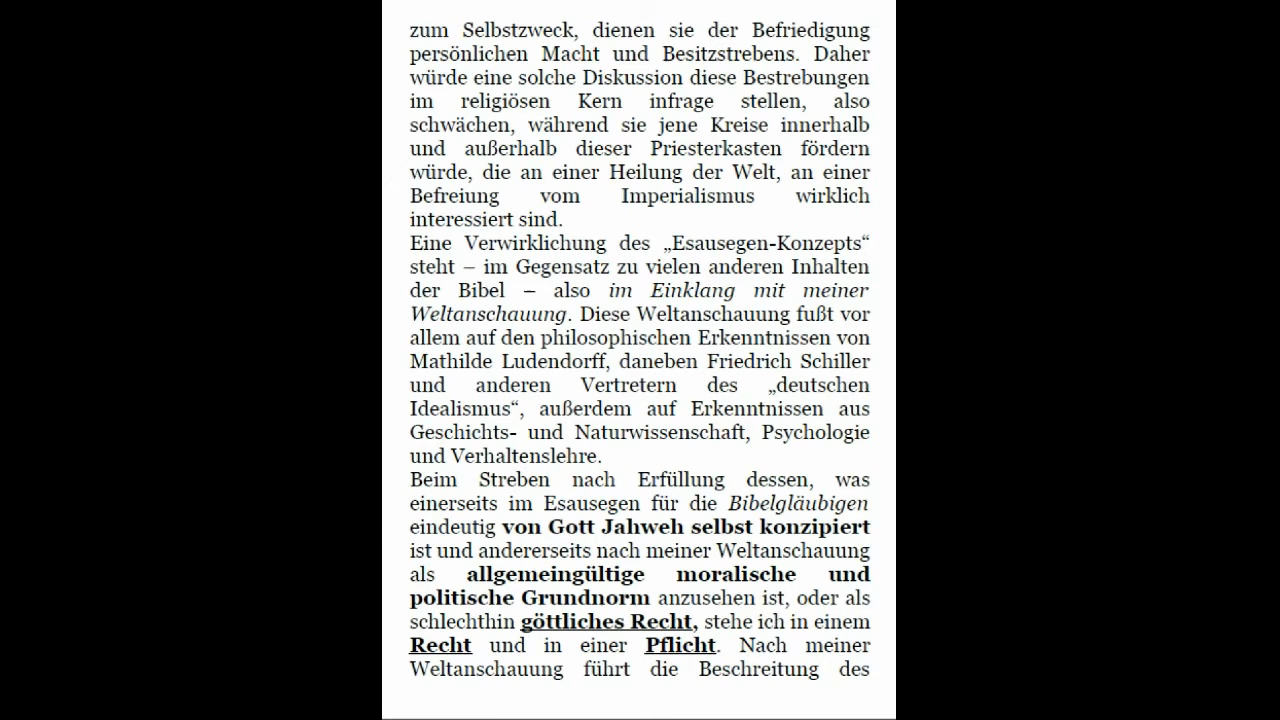 zum Selbstzweck, dienen sie der Befriedigung
persönlichen Macht und Besitzstrebens. Daher
würde eine solche Diskussion diese Bestrebungen
im religiösen Kern infrage stellen, also
schwächen, während sie jene Kreise innerhalb
und außerhalb dieser Priesterkasten fördern
würde, die an einer Heilung der Welt, an einer
Befreiung vom Imperialismus wirklich
interessiert sind.
Eine Verwirklichung des „Esausegen-Konzepts“
steht – im Gegensatz zu vielen anderen Inhalten
der Bibel – also im Einklang mit meiner
Weltanschauung. Diese Weltanschauung fußt vor
allem auf den philosophischen Erkenntnissen von
Mathilde Ludendorff, daneben Friedrich Schiller
und anderen Vertretern des „deutschen
Idealismus“, außerdem auf Erkenntnissen aus
Geschichts- und Naturwissenschaft, Psychologie
und Verhaltenslehre.
Beim Streben nach Erfüllung dessen, was
einerseits im Esausegen für die Bibelgläubigen
eindeutig von Gott Jahweh selbst konzipiert
ist und andererseits nach meiner Weltanschauung
als allgemeingültige moralische und
politische Grundnorm anzusehen ist, oder als
schlechthin göttliches Recht, stehe ich in einem
Recht und in einer Pflicht. Nach meiner
Weltanschauung führt die Beschreitung des